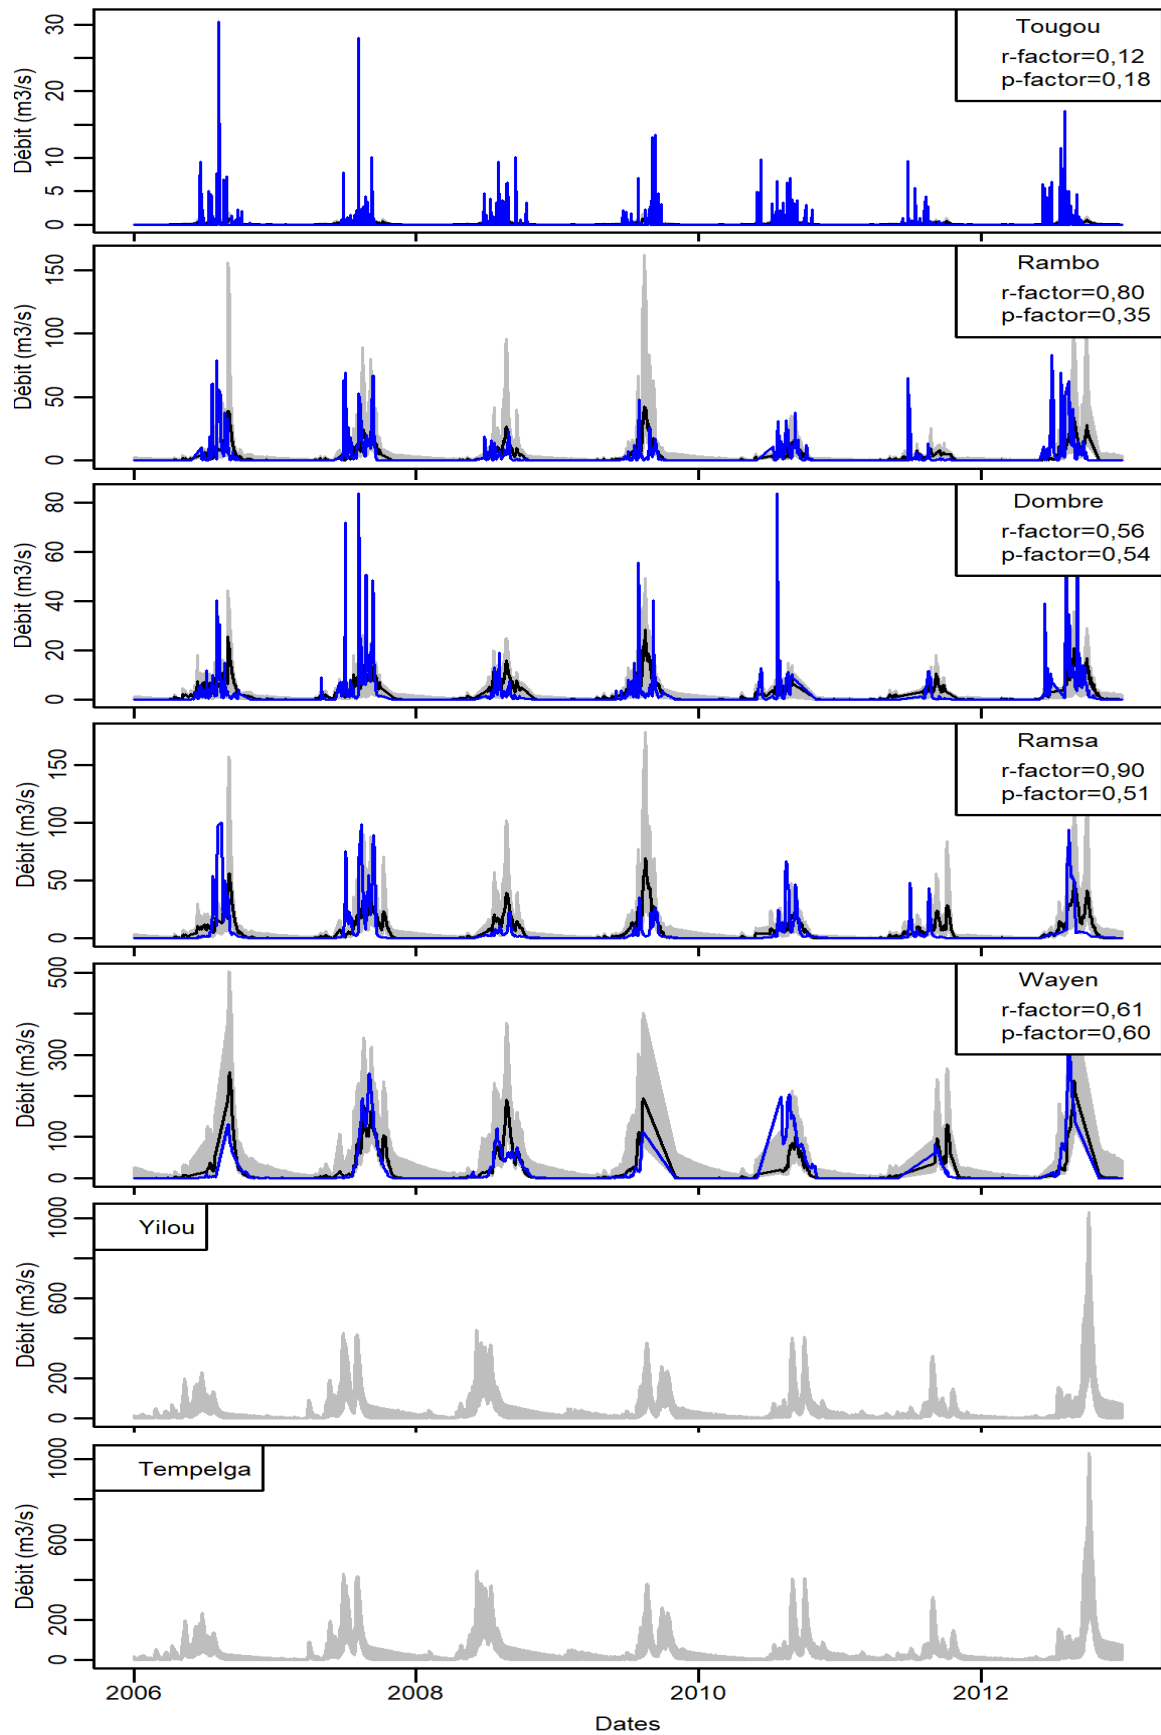 Tougou
r-factor=0,12
p-factor=0,18
Débit (m3/s)
30
20
10
5
0
Rambo
r-factor=0,80
p-factor=0,35
Débit (m3/s)
150
100
50
0
Dombre
r-factor=0,56
p-factor=0,54
Débit (m3/s)
80
60
40
20
0
Ramsa
r-factor=0,90
p-factor=0,51
Débit (m3/s)
150
100
50
0
Wayen
r-factor=0,61
p-factor=0,60
Débit (m3/s)
500
300
100
0
Yilou
Débit (m3/s)
1000
600
200
0
Tempelga
Débit (m3/s)
1000
600
200
0
2006 2008 2010 2012
Dates